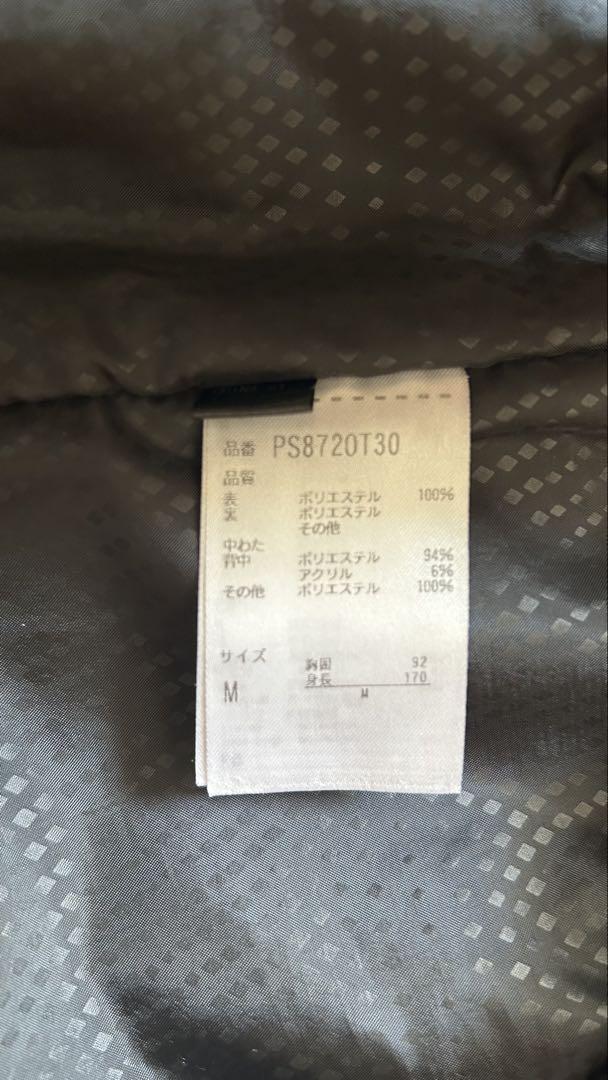 品番 PS8720T30
品質
表 ポリエステル 100%
裏 ポリエステル
その他
中わた
背中 ポリエステル 94%
アクリル 6%
その他 ポリエステル 100%
サイズ 胸囲 92
身長 170
M M